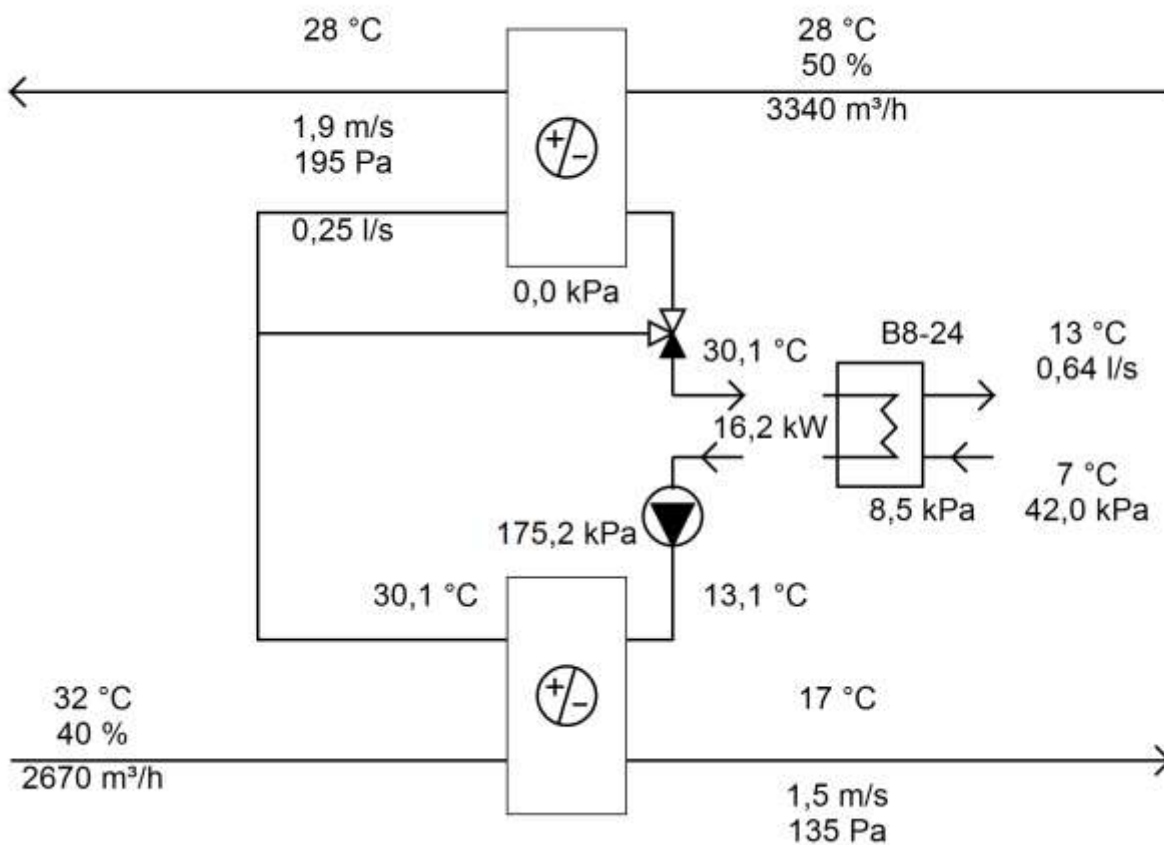 28 °C
28 °C
50 %
3340 m³/h
1,9 m/s
195 Pa
0,25 l/s
0,0 kPa
30,1 °C
B8-24
13 °C
0,64 l/s
16,2 kW
7 °C
42,0 kPa
8,5 kPa
175,2 kPa
30,1 °C
13,1 °C
32 °C
40 %
2670 m³/h
17 °C
1,5 m/s
135 Pa